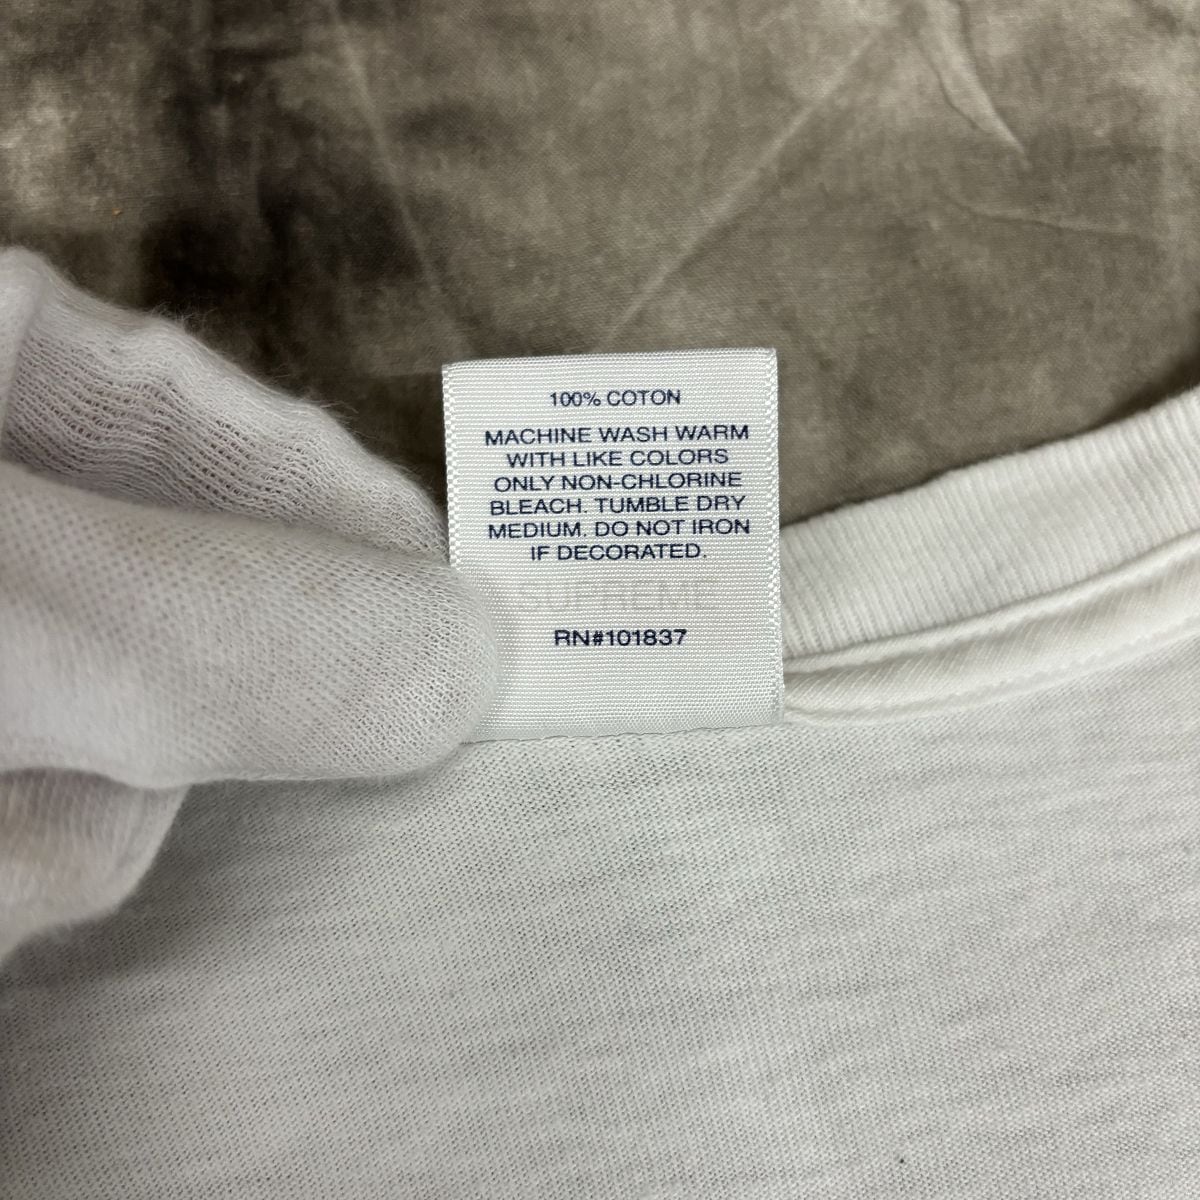 100% COTON
MACHINE WASH WARM
WITH LIKE COLORS
ONLY NON-CHLORINE
BLEACH. TUMBLE DRY
MEDIUM. DO NOT IRON
IF DECORATED.
SUPREME
RN#101837